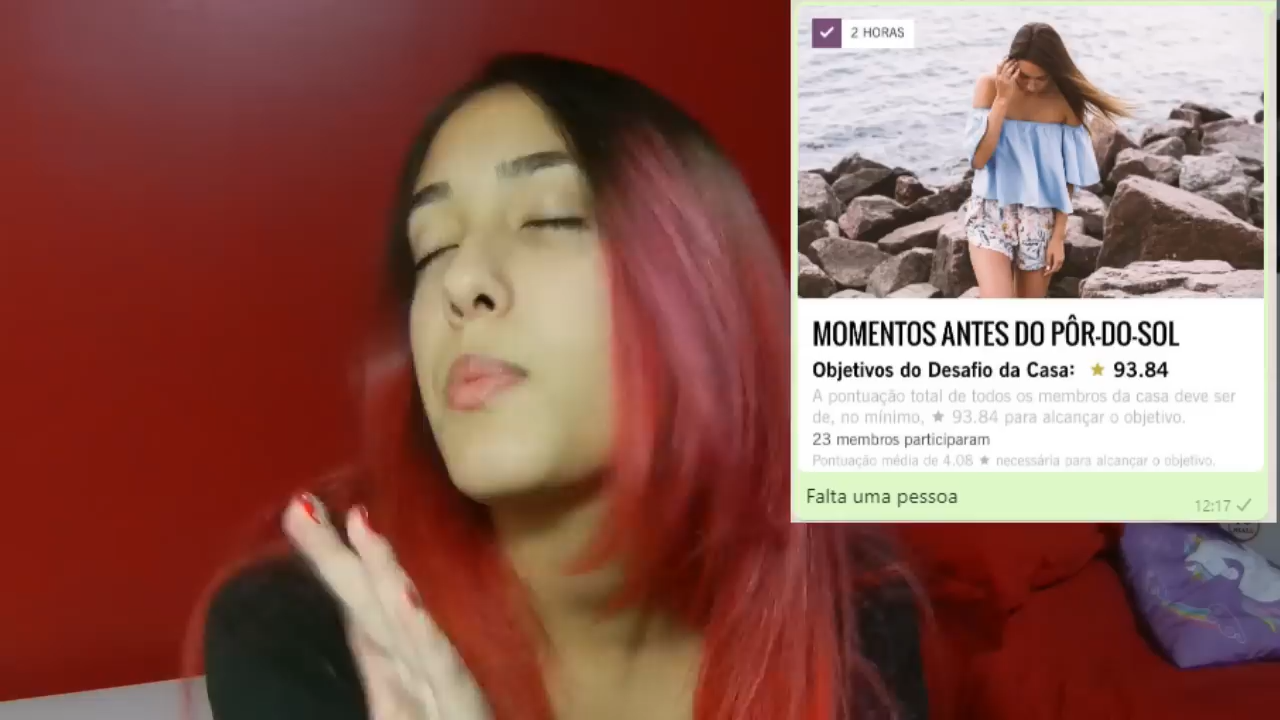 2 HORAS
MOMENTOS ANTES DO PÔR-DO-SOL
Objetivos do Desafio da Casa: ★ 93.84
A pontuação total de todos os membros da casa deve ser
de, no mínimo, ★ 93.84 para alcançar o objetivo.
23 membros participaram
Pontuação média de 4.08 ★ necessária para alcançar o objetivo.
Falta uma pessoa
12:17